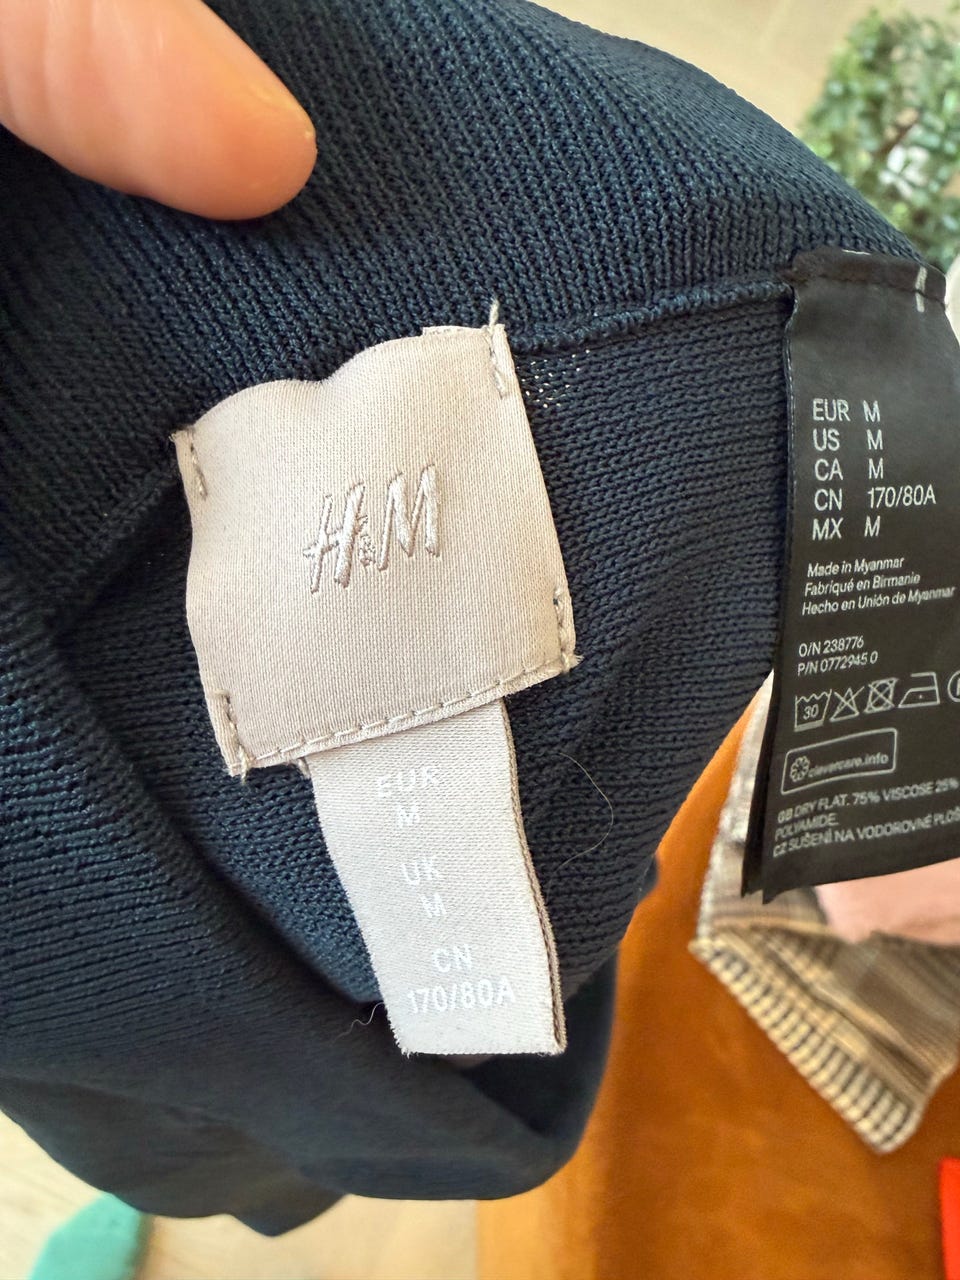 H&M
EUR
M
UK
M
CN
170/80A
EUR M
US M
CA M
CN 170/80A
MX M
Made in Myanmar
Fabriqué en Birmanie
Hecho en Unión de Myanmar
O/N 238776
P/N 0772945 0
30
clevercare.info
GB DRY FLAT. 75% VISCOSE 25%
POLYAMIDE.
CZ SUŠENÍ NA VODOROVNÉ